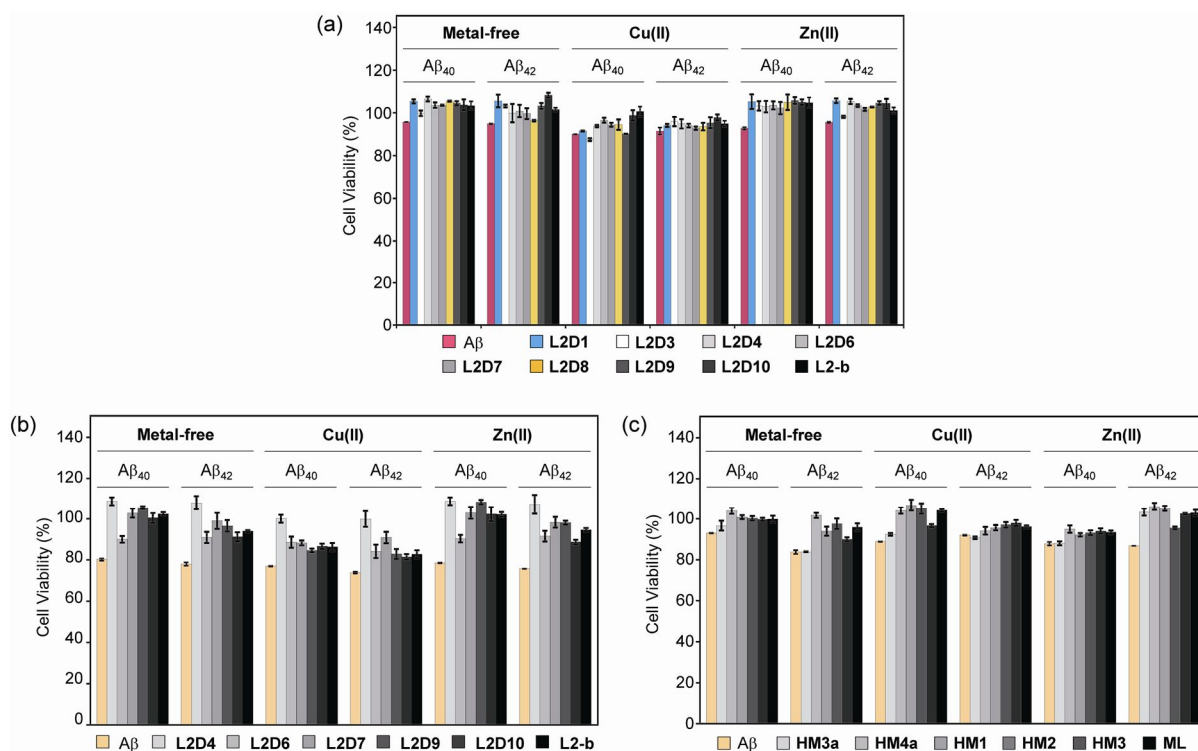 (a)
Metal-free Cu(II) Zn(II)
Aβ₄₀ Aβ₄₂ Aβ₄₀ Aβ₄₂ Aβ₄₀ Aβ₄₂
Cell Viability (%)
140
120
100
80
60
40
20
0
Aβ L2D1 L2D3 L2D4 L2D6
L2D7 L2D8 L2D9 L2D10 L2-b
(b)
Metal-free Cu(II) Zn(II)
Aβ₄₀ Aβ₄₂ Aβ₄₀ Aβ₄₂ Aβ₄₀ Aβ₄₂
Cell Viability (%)
140
120
100
80
60
40
20
0
Aβ L2D4 L2D6 L2D7 L2D9 L2D10 L2-b
(c)
Metal-free Cu(II) Zn(II)
Aβ₄₀ Aβ₄₂ Aβ₄₀ Aβ₄₂ Aβ₄₀ Aβ₄₂
Cell Viability (%)
140
120
100
80
60
40
20
0
Aβ HM3a HM4a HM1 HM2 HM3 ML